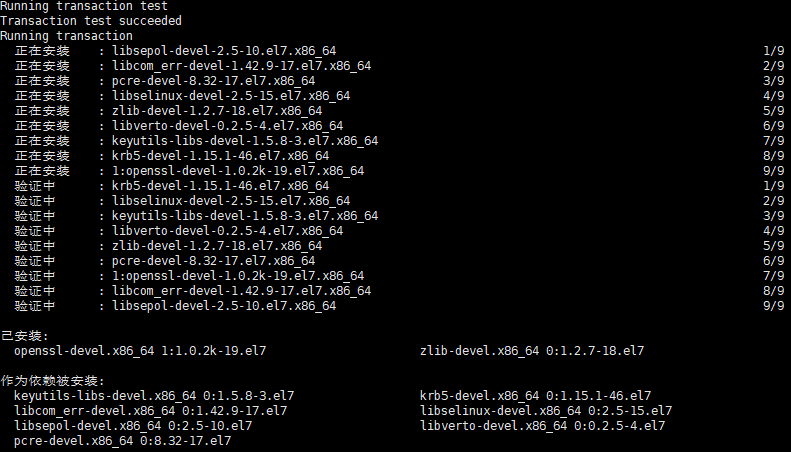 Running transaction test
Transaction test succeeded
Running transaction
正在安装    : libsepol-devel-2.5-10.el7.x86_64    1/9
正在安装    : libcom_err-devel-1.42.9-17.el7.x86_64    2/9
正在安装    : pcre-devel-8.32-17.el7.x86_64    3/9
正在安装    : libselinux-devel-2.5-15.el7.x86_64    4/9
正在安装    : zlib-devel-1.2.7-18.el7.x86_64    5/9
正在安装    : libverto-devel-0.2.5-4.el7.x86_64    6/9
正在安装    : keyutils-libs-devel-1.5.8-3.el7.x86_64    7/9
正在安装    : krb5-devel-1.15.1-46.el7.x86_64    8/9
正在安装    : 1:openssl-devel-1.0.2k-19.el7.x86_64    9/9
验证中      : krb5-devel-1.15.1-46.el7.x86_64    1/9
验证中      : libselinux-devel-2.5-15.el7.x86_64    2/9
验证中      : keyutils-libs-devel-1.5.8-3.el7.x86_64    3/9
验证中      : libverto-devel-0.2.5-4.el7.x86_64    4/9
验证中      : zlib-devel-1.2.7-18.el7.x86_64    5/9
验证中      : pcre-devel-8.32-17.el7.x86_64    6/9
验证中      : 1:openssl-devel-1.0.2k-19.el7.x86_64    7/9
验证中      : libcom_err-devel-1.42.9-17.el7.x86_64    8/9
验证中      : libsepol-devel-2.5-10.el7.x86_64    9/9
已安装:
openssl-devel.x86_64 1:1.0.2k-19.el7    zlib-devel.x86_64 0:1.2.7-18.el7
作为依赖被安装:
keyutils-libs-devel.x86_64 0:1.5.8-3.el7    krb5-devel.x86_64 0:1.15.1-46.el7
libcom_err-devel.x86_64 0:1.42.9-17.el7    libselinux-devel.x86_64 0:2.5-15.el7
libsepol-devel.x86_64 0:2.5-10.el7    libverto-devel.x86_64 0:0.2.5-4.el7
pcre-devel.x86_64 0:8.32-17.el7